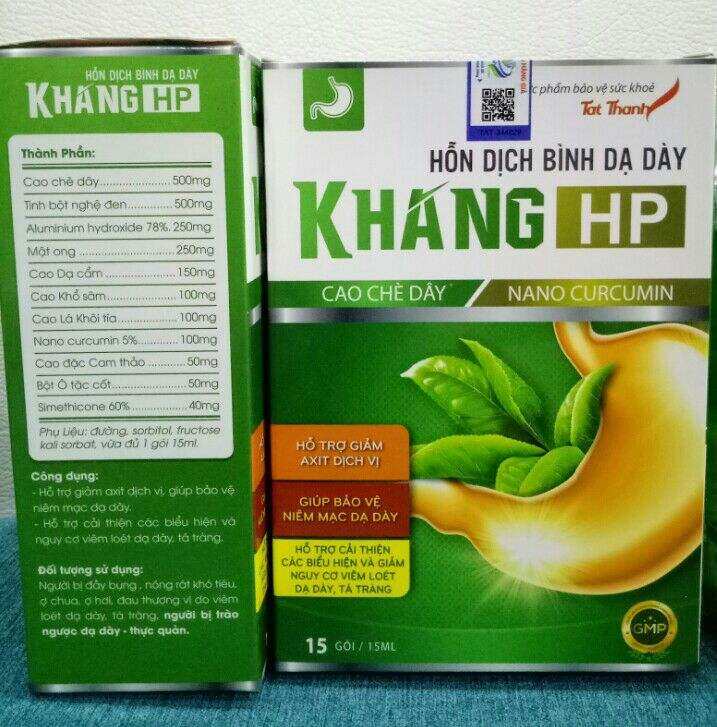 HỖN DỊCH BÌNH DẠ DÀY
KHANG HP
Thành Phần:
Cao chè dây.......................500mg
Tinh bột nghệ đen................500mg
Aluminium hydroxide 78%. 250mg
Mật ong..........................250mg
Cao Dạ cẩm......................150mg
Cao Khổ sâm.....................100mg
Cao Lá Khôi tía...................100mg
Nano curcumin 5%..............100mg
Cao đặc Cam thảo..............50mg
Bột Ô tặc cốt......................50mg
Simethicone 60%.................40mg
Phụ Liệu: đường, sorbitol, fructose
kali sorbat, vừa đủ 1 gói 15ml.
Công dụng:
- Hỗ trợ giảm axit dịch vị, giúp bảo vệ
niêm mạc dạ dày.
- Hỗ trợ cải thiện các biểu hiện và
nguy cơ viêm loét dạ dày, tá tràng.
Đối tượng sử dụng:
Người bị đầy bụng , nóng rát khó tiêu,
ợ chua, ợ hơi, đau thượng vị do viêm
loét dạ dày, tá tràng, người bị trào
ngược dạ dày - thực quản.
phẩm bảo vệ sức khoẻ
Tat Thanh
HỖN DỊCH BÌNH DẠ DÀY
KHANG HP
CAO CHÈ DÂY / NANO CURCUMIN
HỖ TRỢ GIẢM
AXIT DỊCH VỊ
GIÚP BẢO VỆ
NIÊM MẠC DẠ DÀY
HỖ TRỢ CẢI THIỆN
CÁC BIỂU HIỆN VÀ GIẢM
NGUY CƠ VIÊM LOÉT
DẠ DÀY, TÁ TRÀNG
GMP
15 GÓI / 15ML